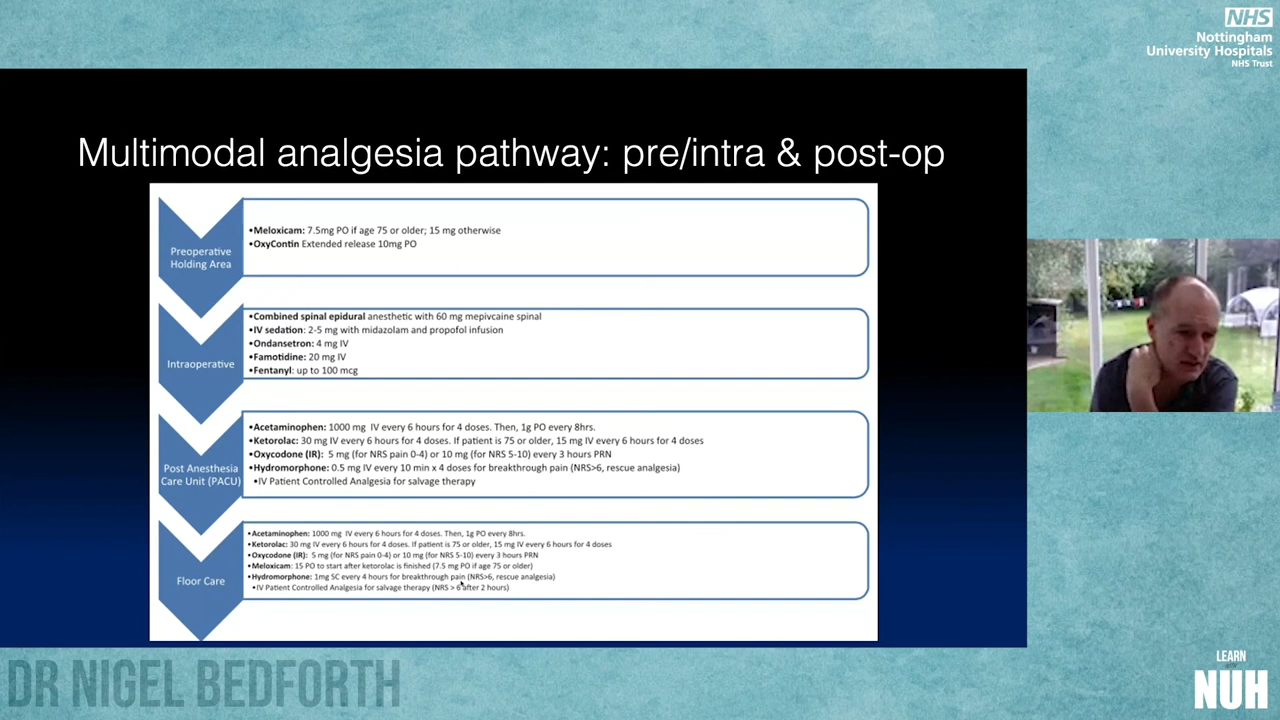 NHS
Nottingham
University Hospitals
NHS Trust
Multimodal analgesia pathway: pre/intra & post-op
Preoperative
Holding Area
•Meloxicam: 7.5mg PO if age 75 or older; 15 mg otherwise
•OxyContin Extended release 10mg PO
Intraoperative
•Combined spinal epidural anesthetic with 60 mg mepivcaine spinal
•IV sedation: 2-5 mg with midazolam and propofol infusion
•Ondansetron: 4 mg IV
•Famotidine: 20 mg IV
•Fentanyl: up to 100 mcg
Post Anesthesia
Care Unit (PACU)
•Acetaminophen: 1000 mg IV every 6 hours for 4 doses. Then, 1g PO every 8hrs.
•Ketorolac: 30 mg IV every 6 hours for 4 doses. If patient is 75 or older, 15 mg IV every 6 hours for 4 doses
•Oxycodone (IR): 5 mg (for NRS pain 0-4) or 10 mg (for NRS 5-10) every 3 hours PRN
•Hydromorphone: 0.5 mg IV every 10 min x 4 doses for breakthrough pain (NRS>6, rescue analgesia)
•IV Patient Controlled Analgesia for salvage therapy
Floor Care
•Acetaminophen: 1000 mg IV every 6 hours for 4 doses. Then, 1g PO every 8hrs.
•Ketorolac: 30 mg IV every 6 hours for 4 doses. If patient is 75 or older, 15 mg IV every 6 hours for 4 doses
•Oxycodone (IR): 5 mg (for NRS pain 0-4) or 10 mg (for NRS 5-10) every 3 hours PRN
•Meloxicam: 15 PO to start after ketorolac is finished (7.5 mg PO if age 75 or older)
•Hydromorphone: 1mg SC every 4 hours for breakthrough pain (NRS>6, rescue analgesia)
•IV Patient Controlled Analgesia for salvage therapy (NRS > 6 after 2 hours)
DR NIGEL BEDFORTH
LEARN
NUH